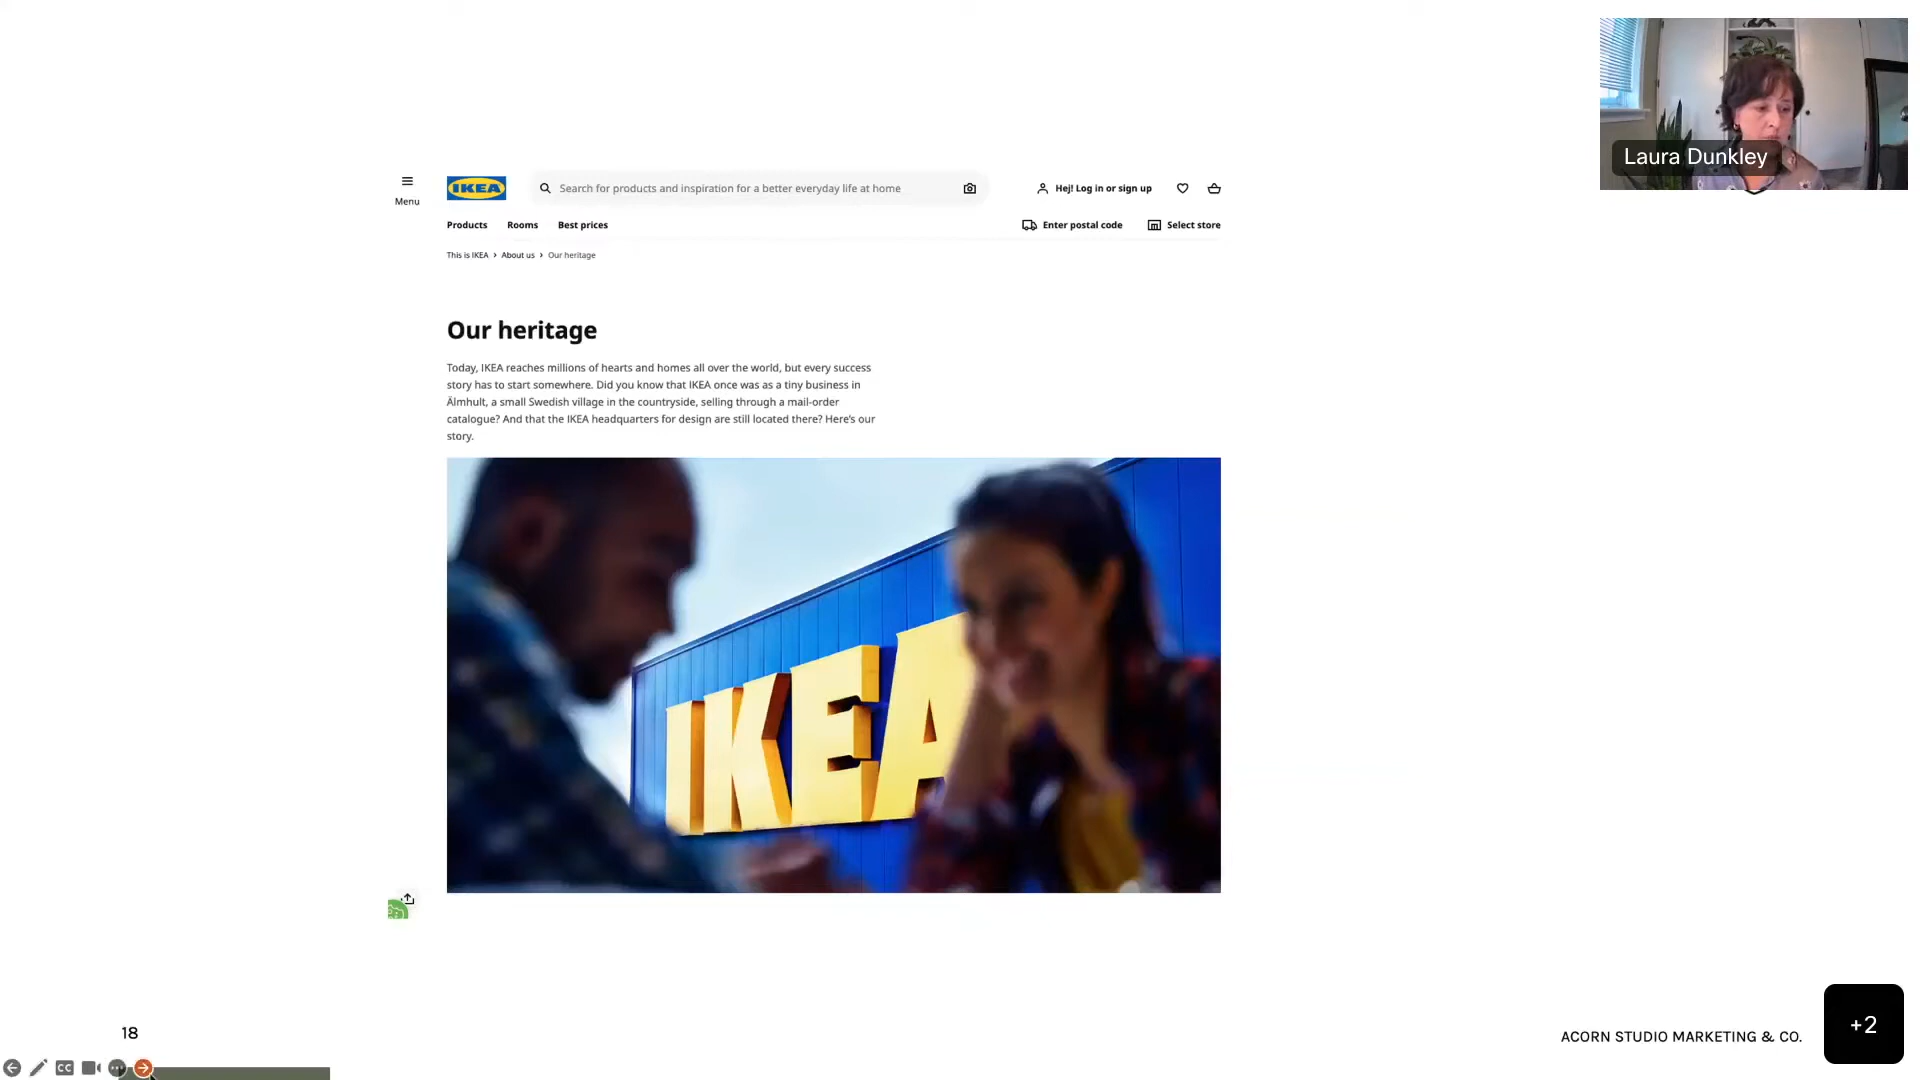 Laura Dunkley
Menu
IKEA
Search for products and inspiration for a better everyday life at home
Hej! Log in or sign up
Products
Rooms
Best prices
Enter postal code
Select store
This is IKEA › About us › Our heritage
Our heritage
Today, IKEA reaches millions of hearts and homes all over the world, but every success
story has to start somewhere. Did you know that IKEA once was as a tiny business in
Älmhult, a small Swedish village in the countryside, selling through a mail-order
catalogue? And that the IKEA headquarters for design are still located there? Here's our
story.
IKEA
18
ACORN STUDIO MARKETING & CO.
+2
CC